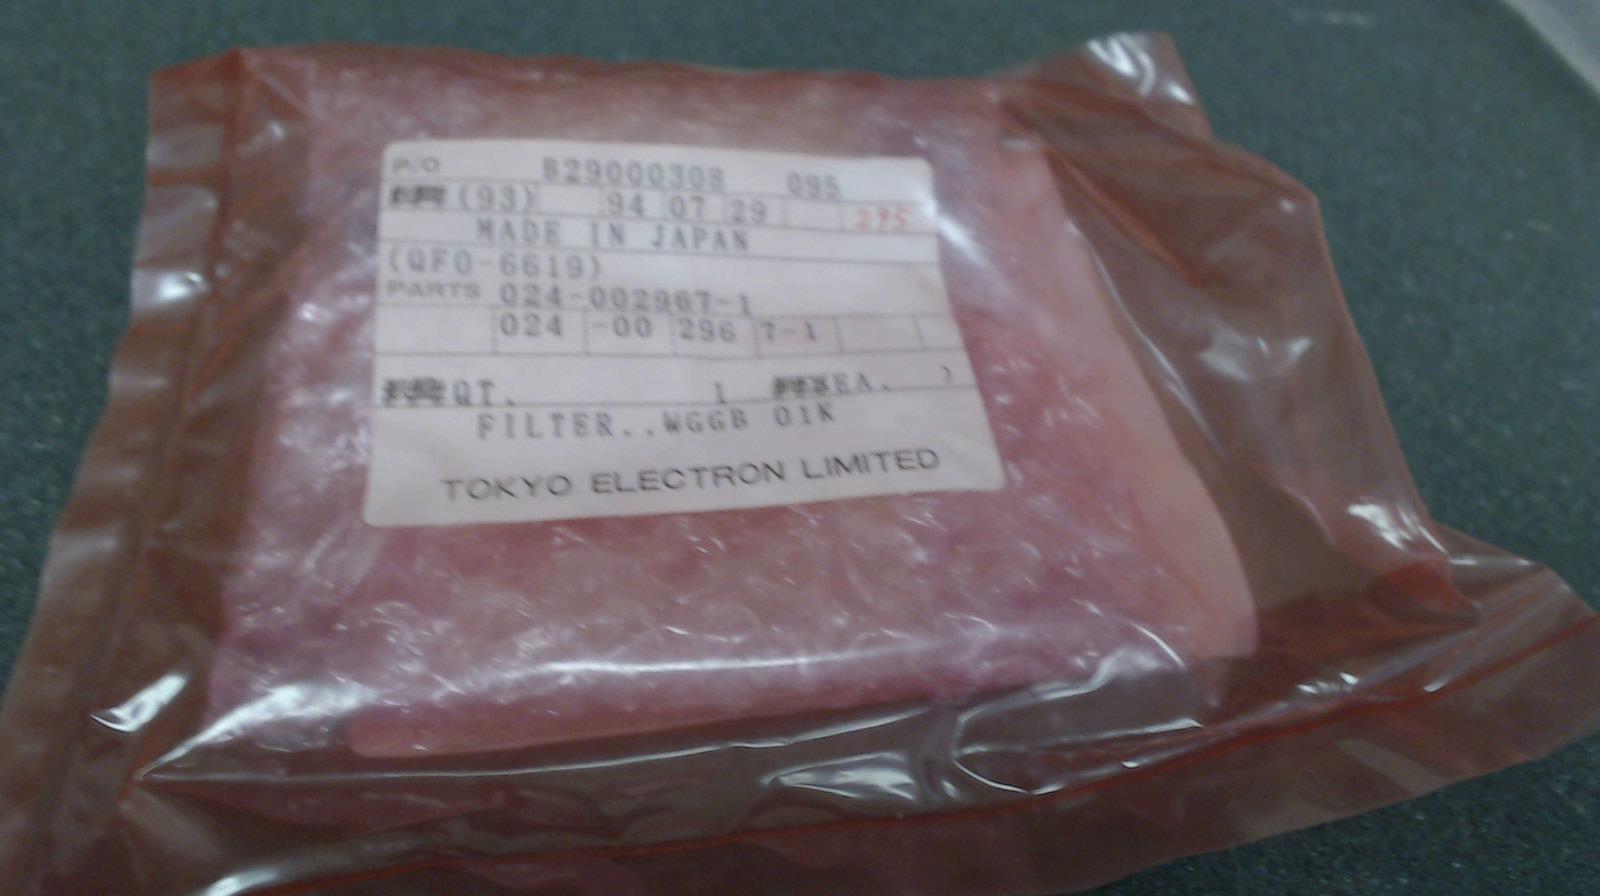 P/O B29000308 095
(93) 94 07 29 295
MADE IN JAPAN
(QF0-6619)
PARTS 024-002967-1
024 -00 296 7-1
QT. 1 EA.
FILTER..WGGB 01K
TOKYO ELECTRON LIMITED